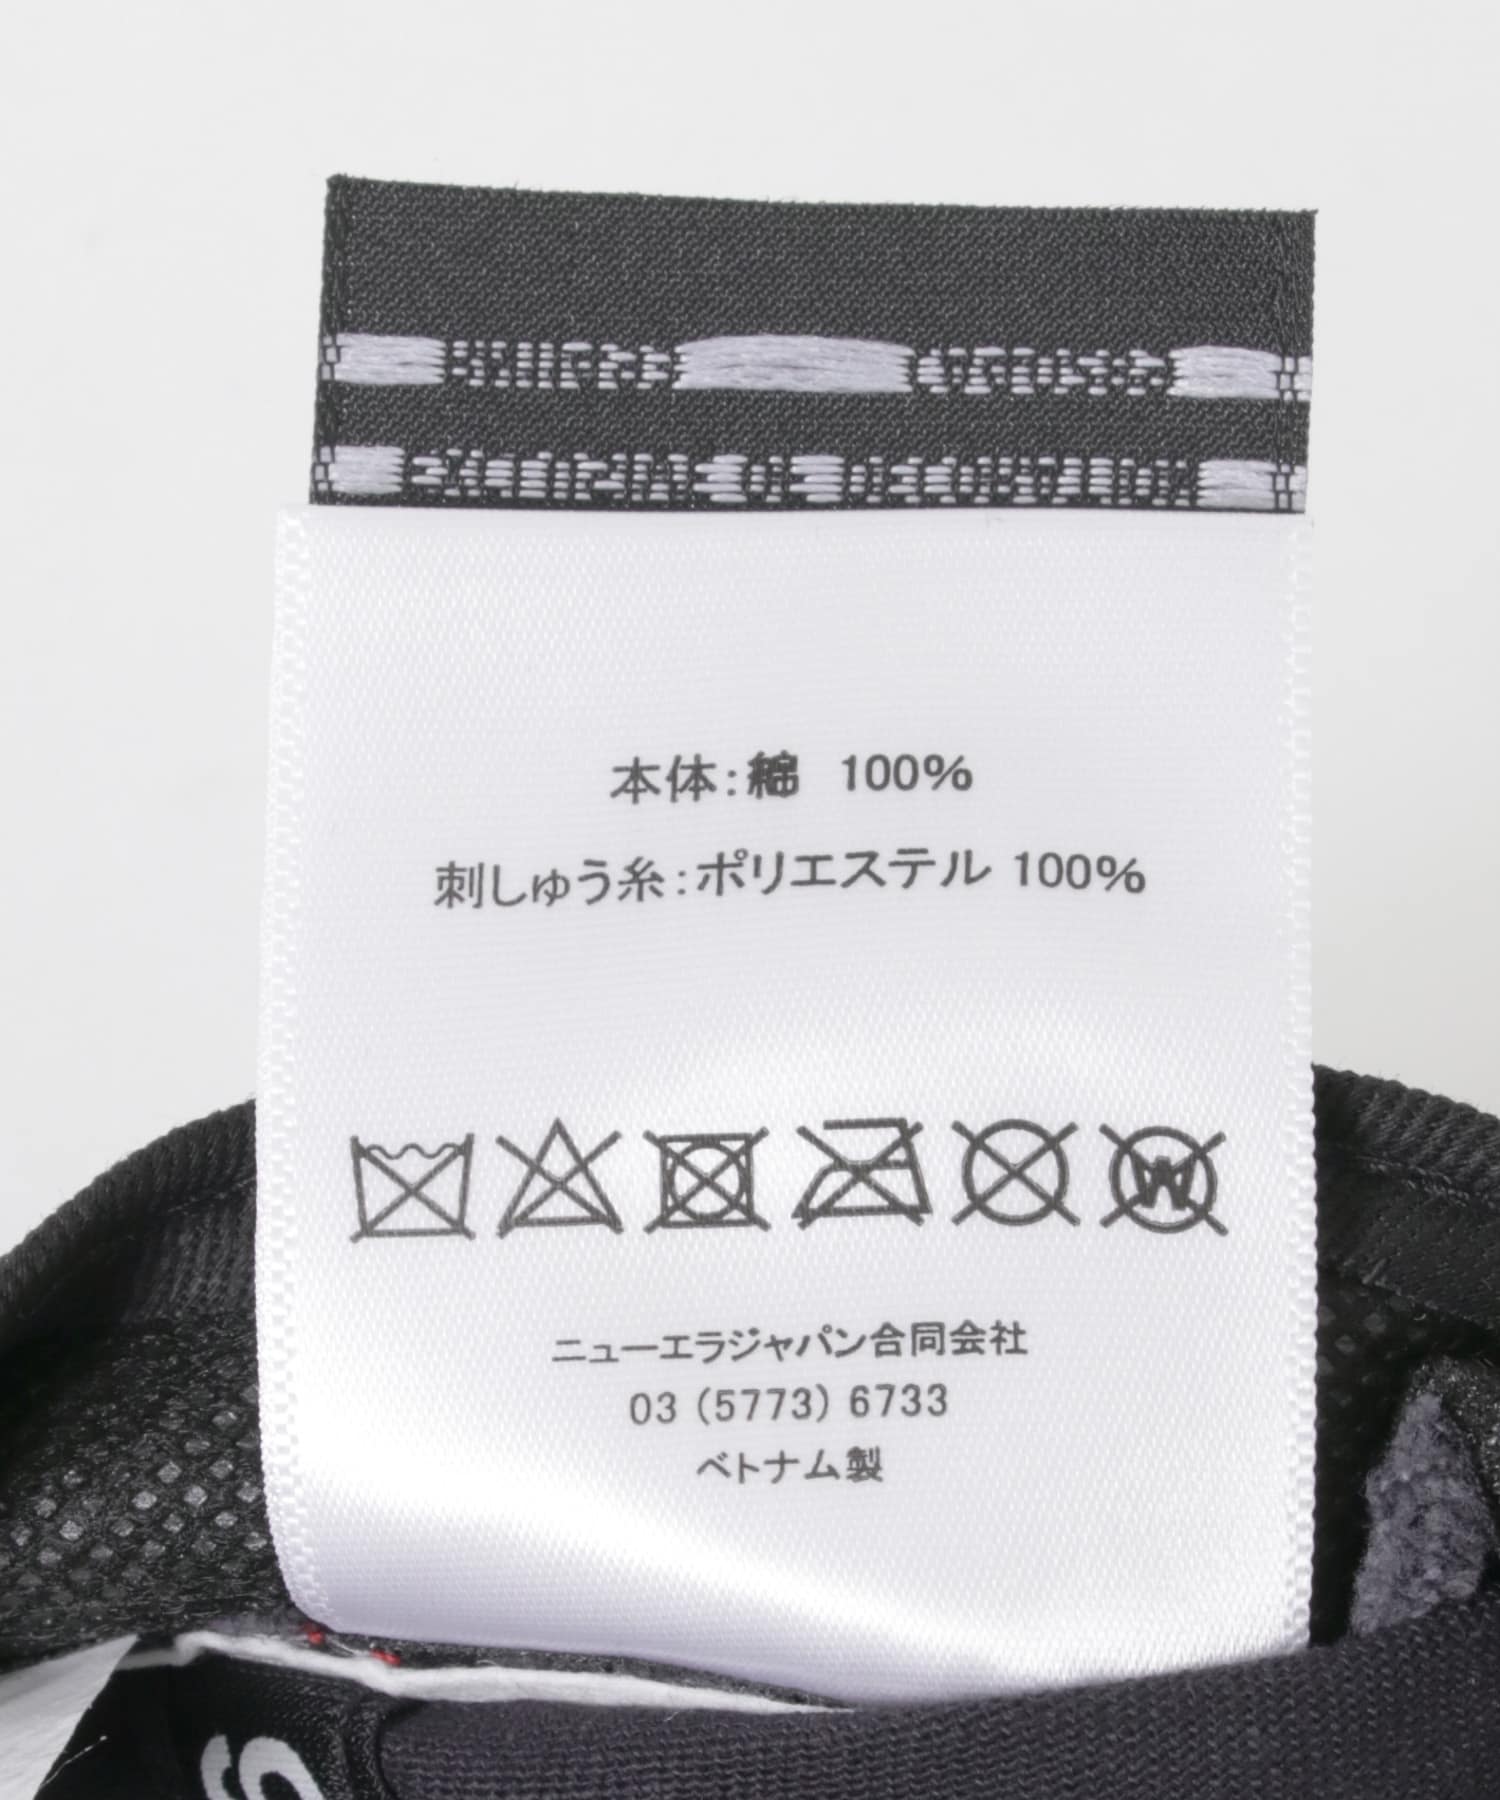 本体:綿 100%
刺しゅう糸:ポリエステル 100%
W
ニューエラジャパン合同会社
03 (5773) 6733
ベトナム製
S